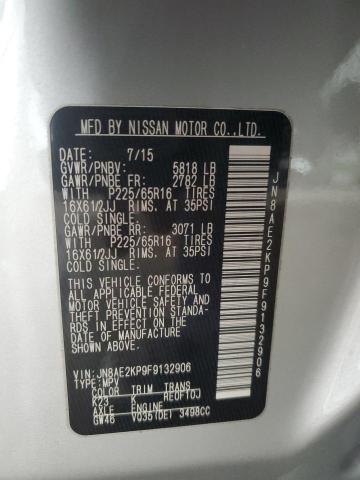 MFD BY NISSAN MOTOR CO.,LTD.
DATE: 7/15
GVWR/PNBV: 5818 LB
GAWR/PNBE FR: 2782 LB
WITH P225/65R16 TIRES
16X61/2JJ RIMS, AT 35PSI
COLD SINGLE.
GAWR/PNBE RR: 3071 LB
WITH P225/65R16 TIRES
16X61/2JJ RIMS, AT 35PSI
COLD SINGLE.
THIS VEHICLE CONFORMS TO
ALL APPLICABLE FEDERAL
MOTOR VEHICLE SAFETY AND
THEFT PREVENTION STANDA-
RDS IN EFFECT ON THE
DATE OF MANUFACTURE
SHOWN ABOVE.
VIN: JN8AE2KP9F9132906
TYPE: MPV
COLOR TRIM TRANS
K23 K RE0F10J
AXLE ENGINE
GW46 VQ35(DE) 3498CC
JN8AE2KP9F9132906